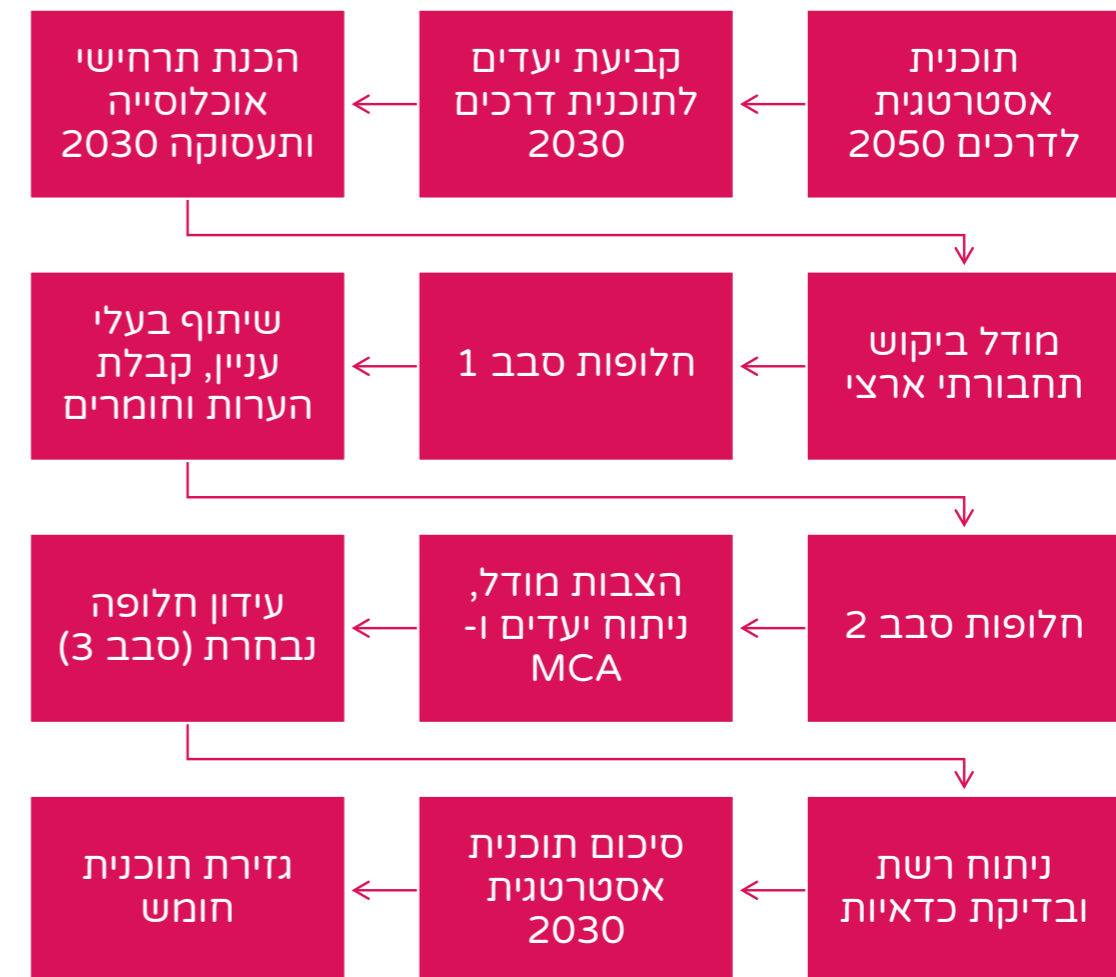 תוכנית
אסטרטגית
לדרכים 2050
קביעת יעדים
לתוכנית דרכים
2030
הכנת תרחישי
אוכלוסייה
ותעסוקה 2030
מודל ביקוש
תחבורתי ארצי
חלופות סבב 1
שיתוף בעלי
עניין, קבלת
הערות וחומרים
חלופות סבב 2
הצבות מודל,
ניתוח יעדים ו-
MCA
עידון חלופה
נבחרת (סבב 3)
ניתוח רשת
ובדיקת כדאיות
סיכום תוכנית
אסטרטגית
2030
גזירת תוכנית
חומש